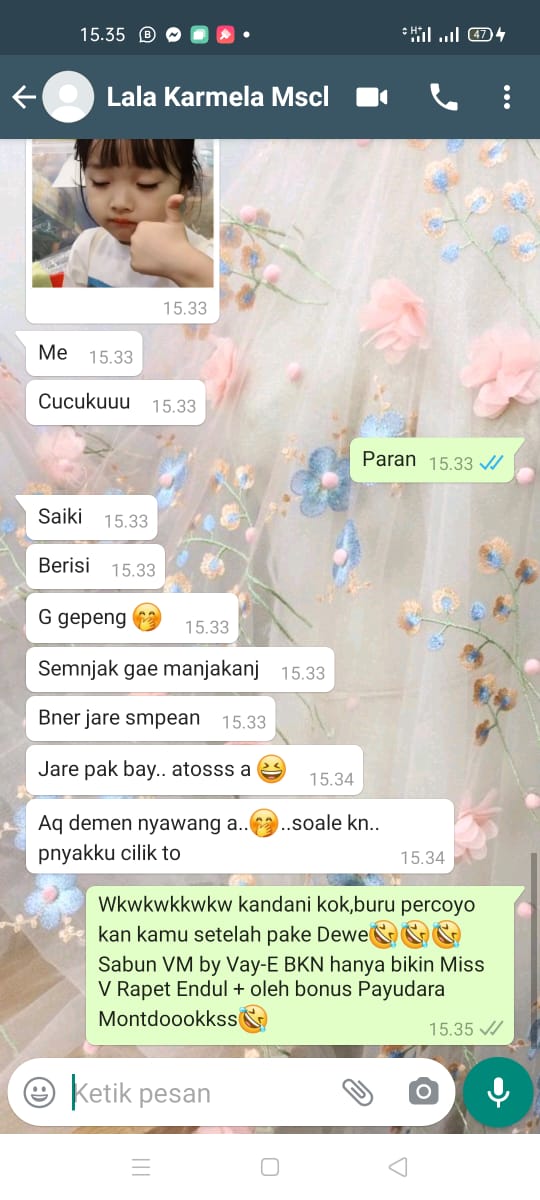 15.35
47
Lala Karmela Mscl
15.33
Me 15.33
Cucukuuu 15.33
Paran 15.33
Saiki 15.33
Berisi 15.33
G gepeng 🤭 15.33
Semnjak gae manjakanj 15.33
Bner jare smpean 15.33
Jare pak bay.. atosss a 😆 15.34
Aq demen nyawang a..🤭..soale kn..
pnyakku cilik to 15.34
Wkwkwkkwkw kandani kok,buru percoyo
kan kamu setelah pake Dewe🤣🤣🤣
Sabun VM by Vay-E BKN hanya bikin Miss
V Rapet Endul + oleh bonus Payudara
Montdoookkss🤣 15.35
Ketik pesan